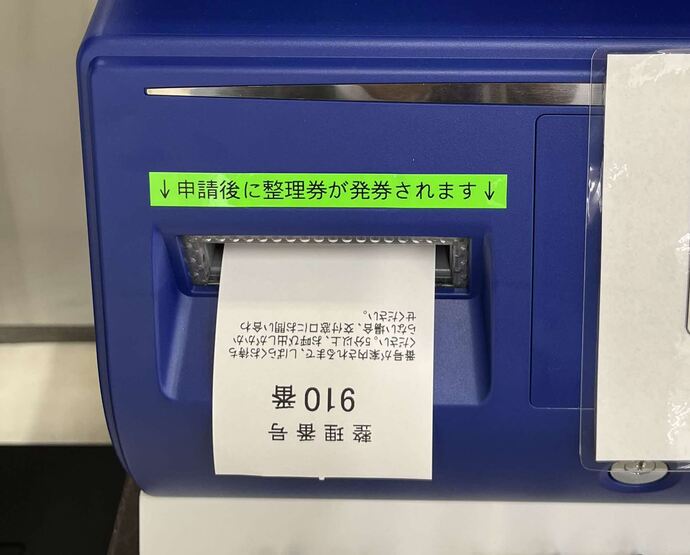 ↓申請後に整理券が発券されます↓
整理番号
910番
番号が案内されるまで、しばらくお待ち
ください。5分以上、お呼び出しがかか
らない場合、交付窓口にお問い合わ
せください。